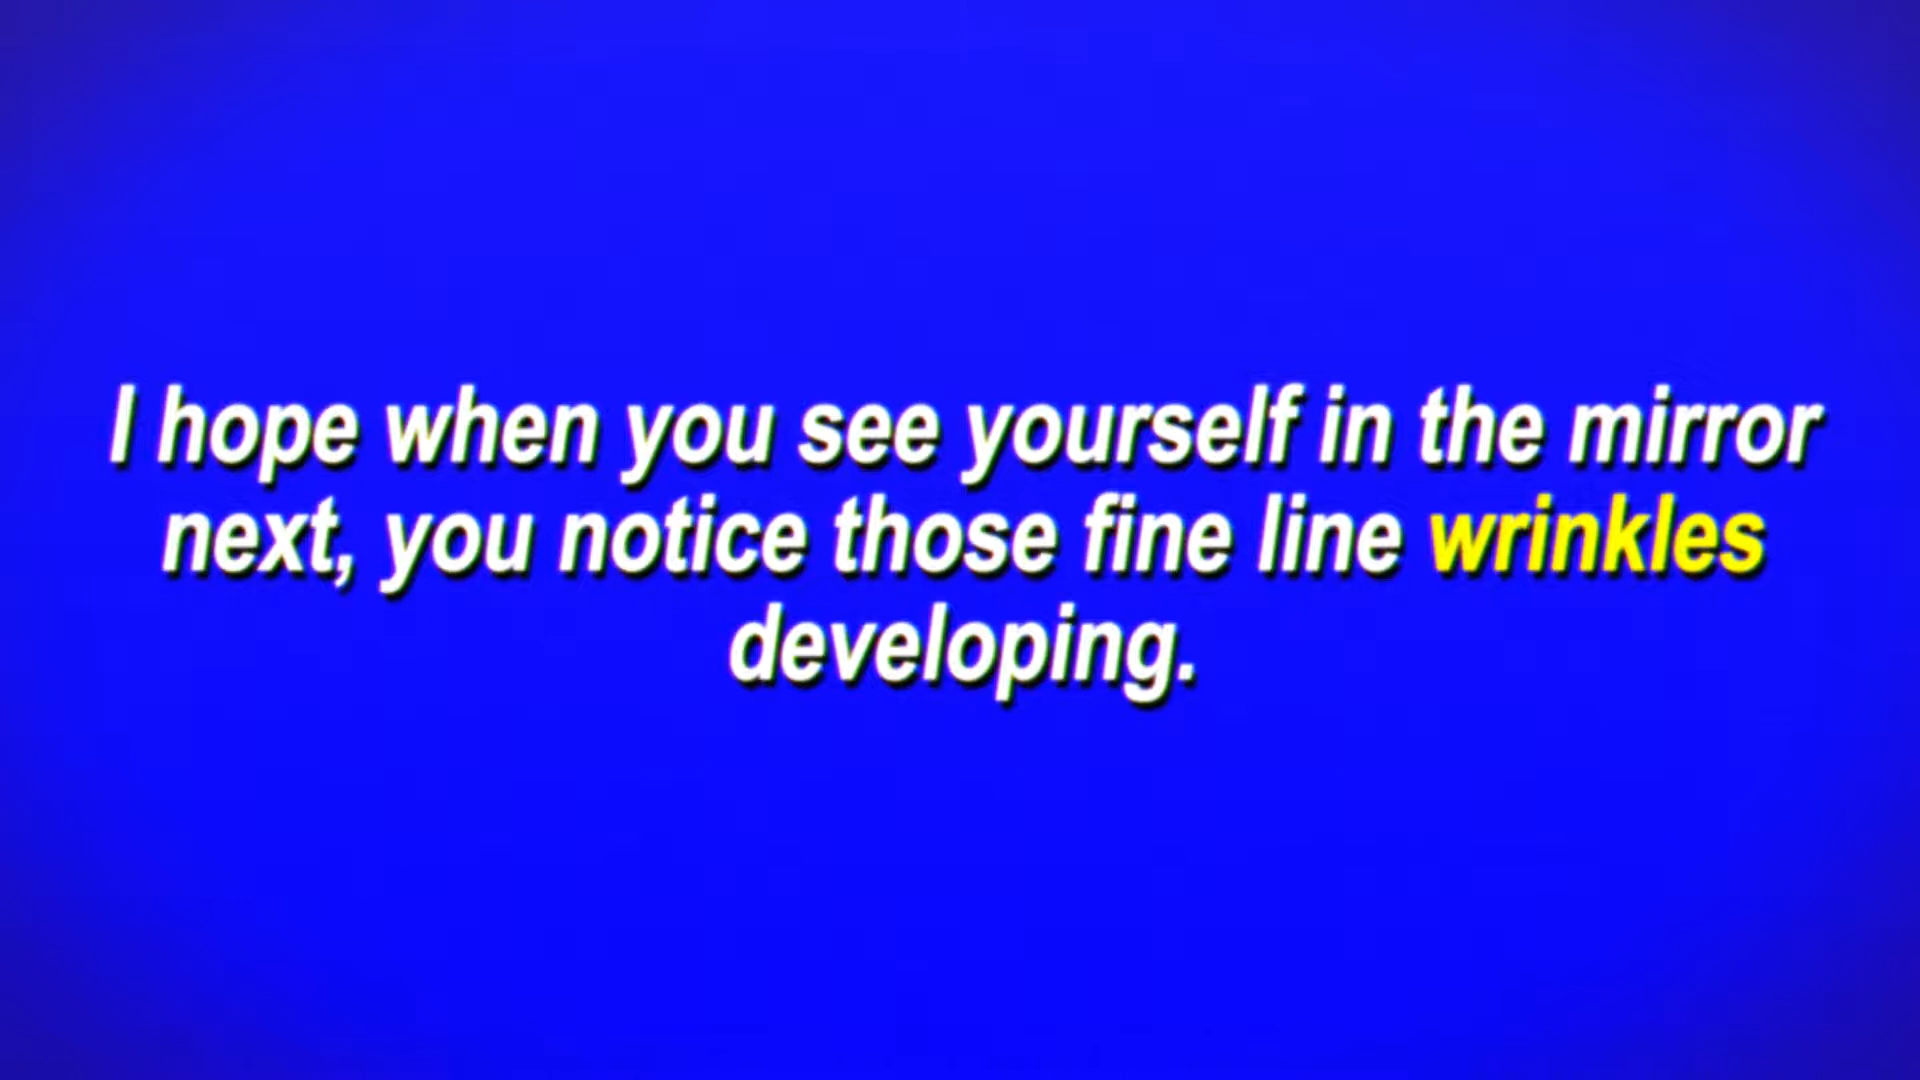 I hope when you see yourself in the mirror
next, you notice those fine line wrinkles
developing.